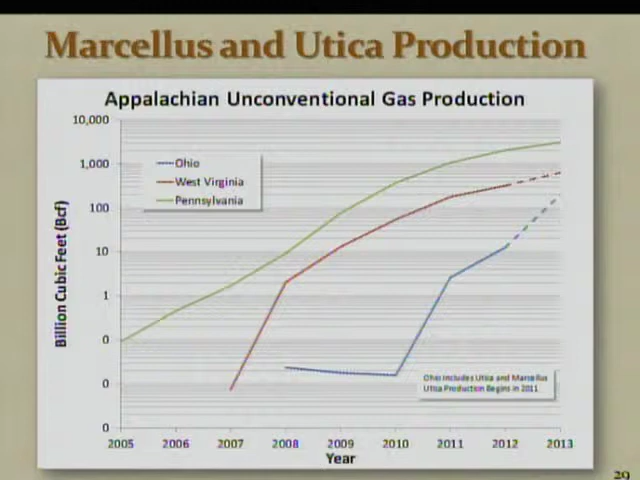 Marcellus and Utica Production
Appalachian Unconventional Gas Production
10,000
1,000
100
10
1
0
0
0
Billion Cubic Feet (Bcf)
Ohio
West Virginia
Pennsylvania
Ohio Includes Utica and Marcellus
Utica Production Begins in 2011
2005 2006 2007 2008 2009 2010 2011 2012 2013
Year
29